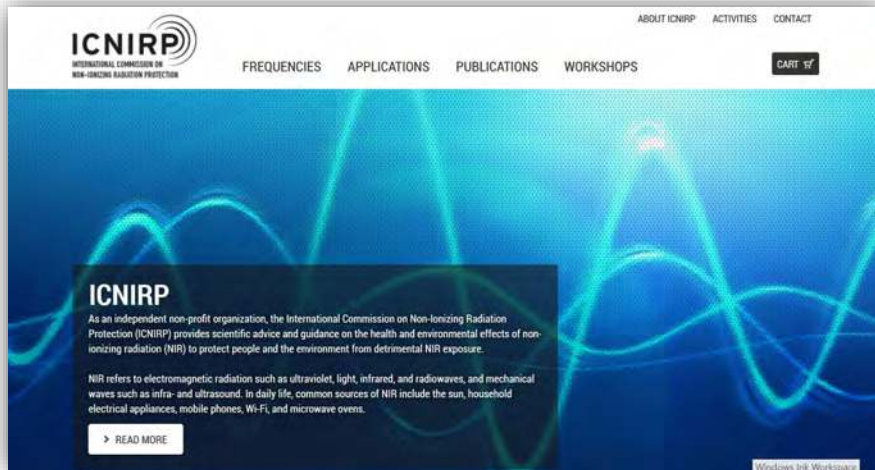 ABOUT ICNIRP ACTIVITIES CONTACT
ICNIRP
INTERNATIONAL COMMISSION ON
NON-IONIZING RADIATION PROTECTION
FREQUENCIES APPLICATIONS PUBLICATIONS WORKSHOPS
CART
ICNIRP
As an independent non-profit organization, the International Commission on Non-Ionizing Radiation
Protection (ICNIRP) provides scientific advice and guidance on the health and environmental effects of non-
ionizing radiation (NIR) to protect people and the environment from detrimental NIR exposure.
NIR refers to electromagnetic radiation such as ultraviolet, light, infrared, and radiowaves, and mechanical
waves such as infra- and ultrasound. In daily life, common sources of NIR include the sun, household
electrical appliances, mobile phones, Wi-Fi, and microwave ovens.
> READ MORE
Windows Ink Workspace